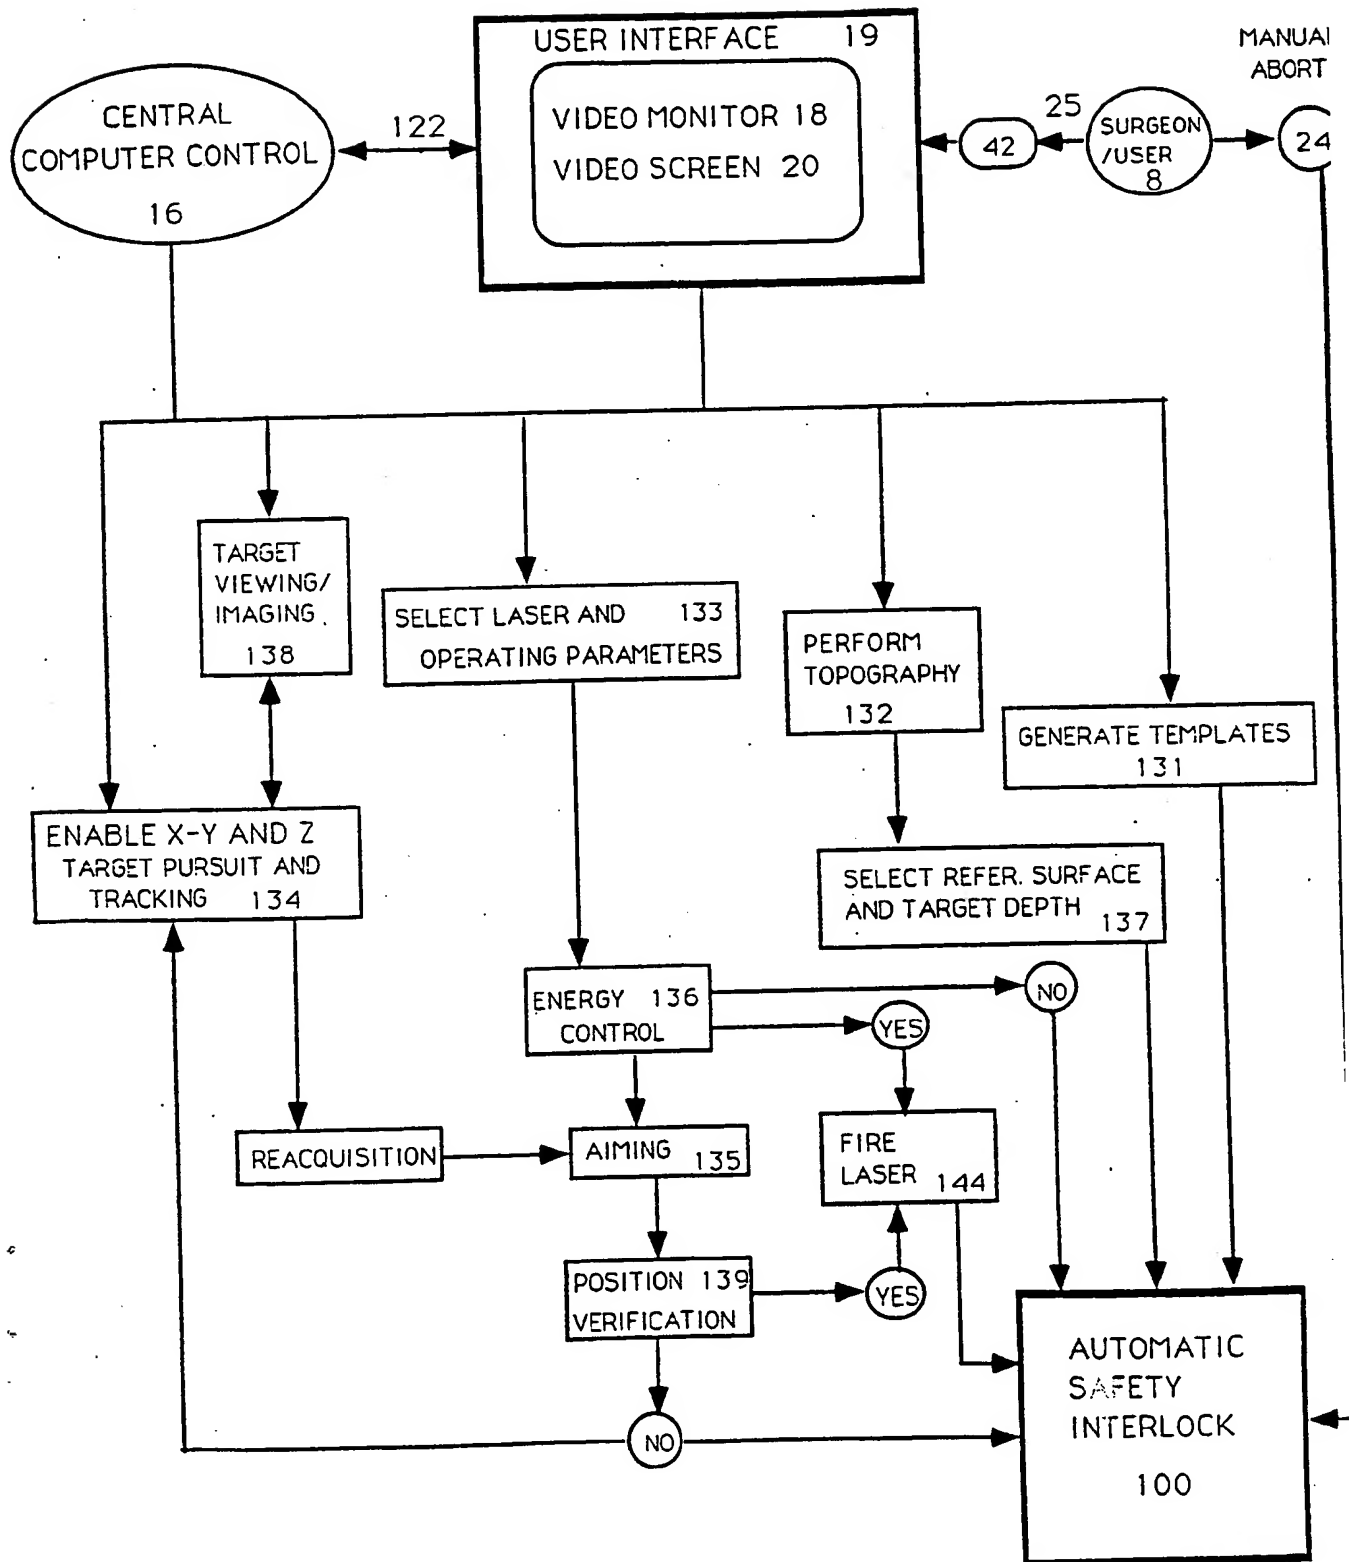 USER INTERFACE 19
MANUAL
ABORT
CENTRAL
COMPUTER CONTROL
16
122
VIDEO MONITOR 18
VIDEO SCREEN 20
42
25
SURGEON
/USER
8
24
TARGET
VIEWING/
IMAGING
138
SELECT LASER AND 133
OPERATING PARAMETERS
PERFORM
TOPOGRAPHY
132
GENERATE TEMPLATES
131
ENABLE X-Y AND Z
TARGET PURSUIT AND
TRACKING 134
SELECT REFER. SURFACE
AND TARGET DEPTH 137
ENERGY 136
CONTROL
NO
YES
REACQUISITION
AIMING 135
FIRE
LASER 144
POSITION 139
VERIFICATION
YES
NO
AUTOMATIC
SAFETY
INTERLOCK
100